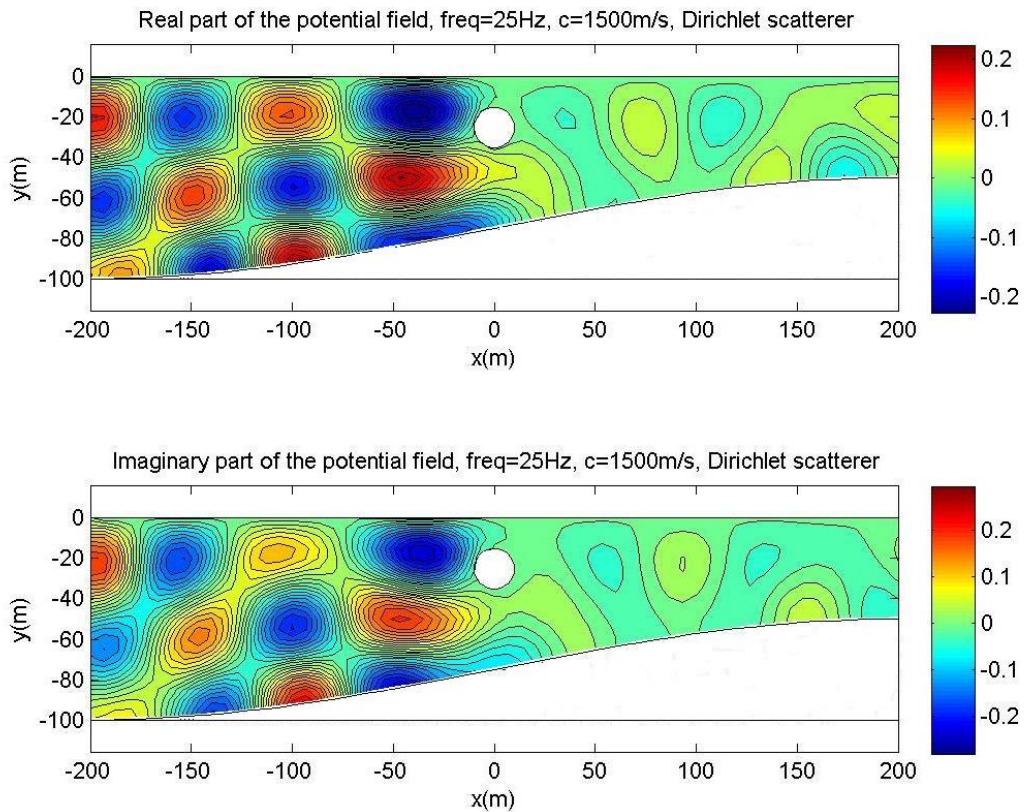 Real part of the potential field, freq=25Hz, c=1500m/s, Dirichlet scatterer
0
-20
-40
-60
-80
-100
y(m)
-200 -150 -100 -50 0 50 100 150 200
x(m)
0.2
0.1
0
-0.1
-0.2
Imaginary part of the potential field, freq=25Hz, c=1500m/s, Dirichlet scatterer
0
-20
-40
-60
-80
-100
y(m)
-200 -150 -100 -50 0 50 100 150 200
x(m)
0.2
0.1
0
-0.1
-0.2